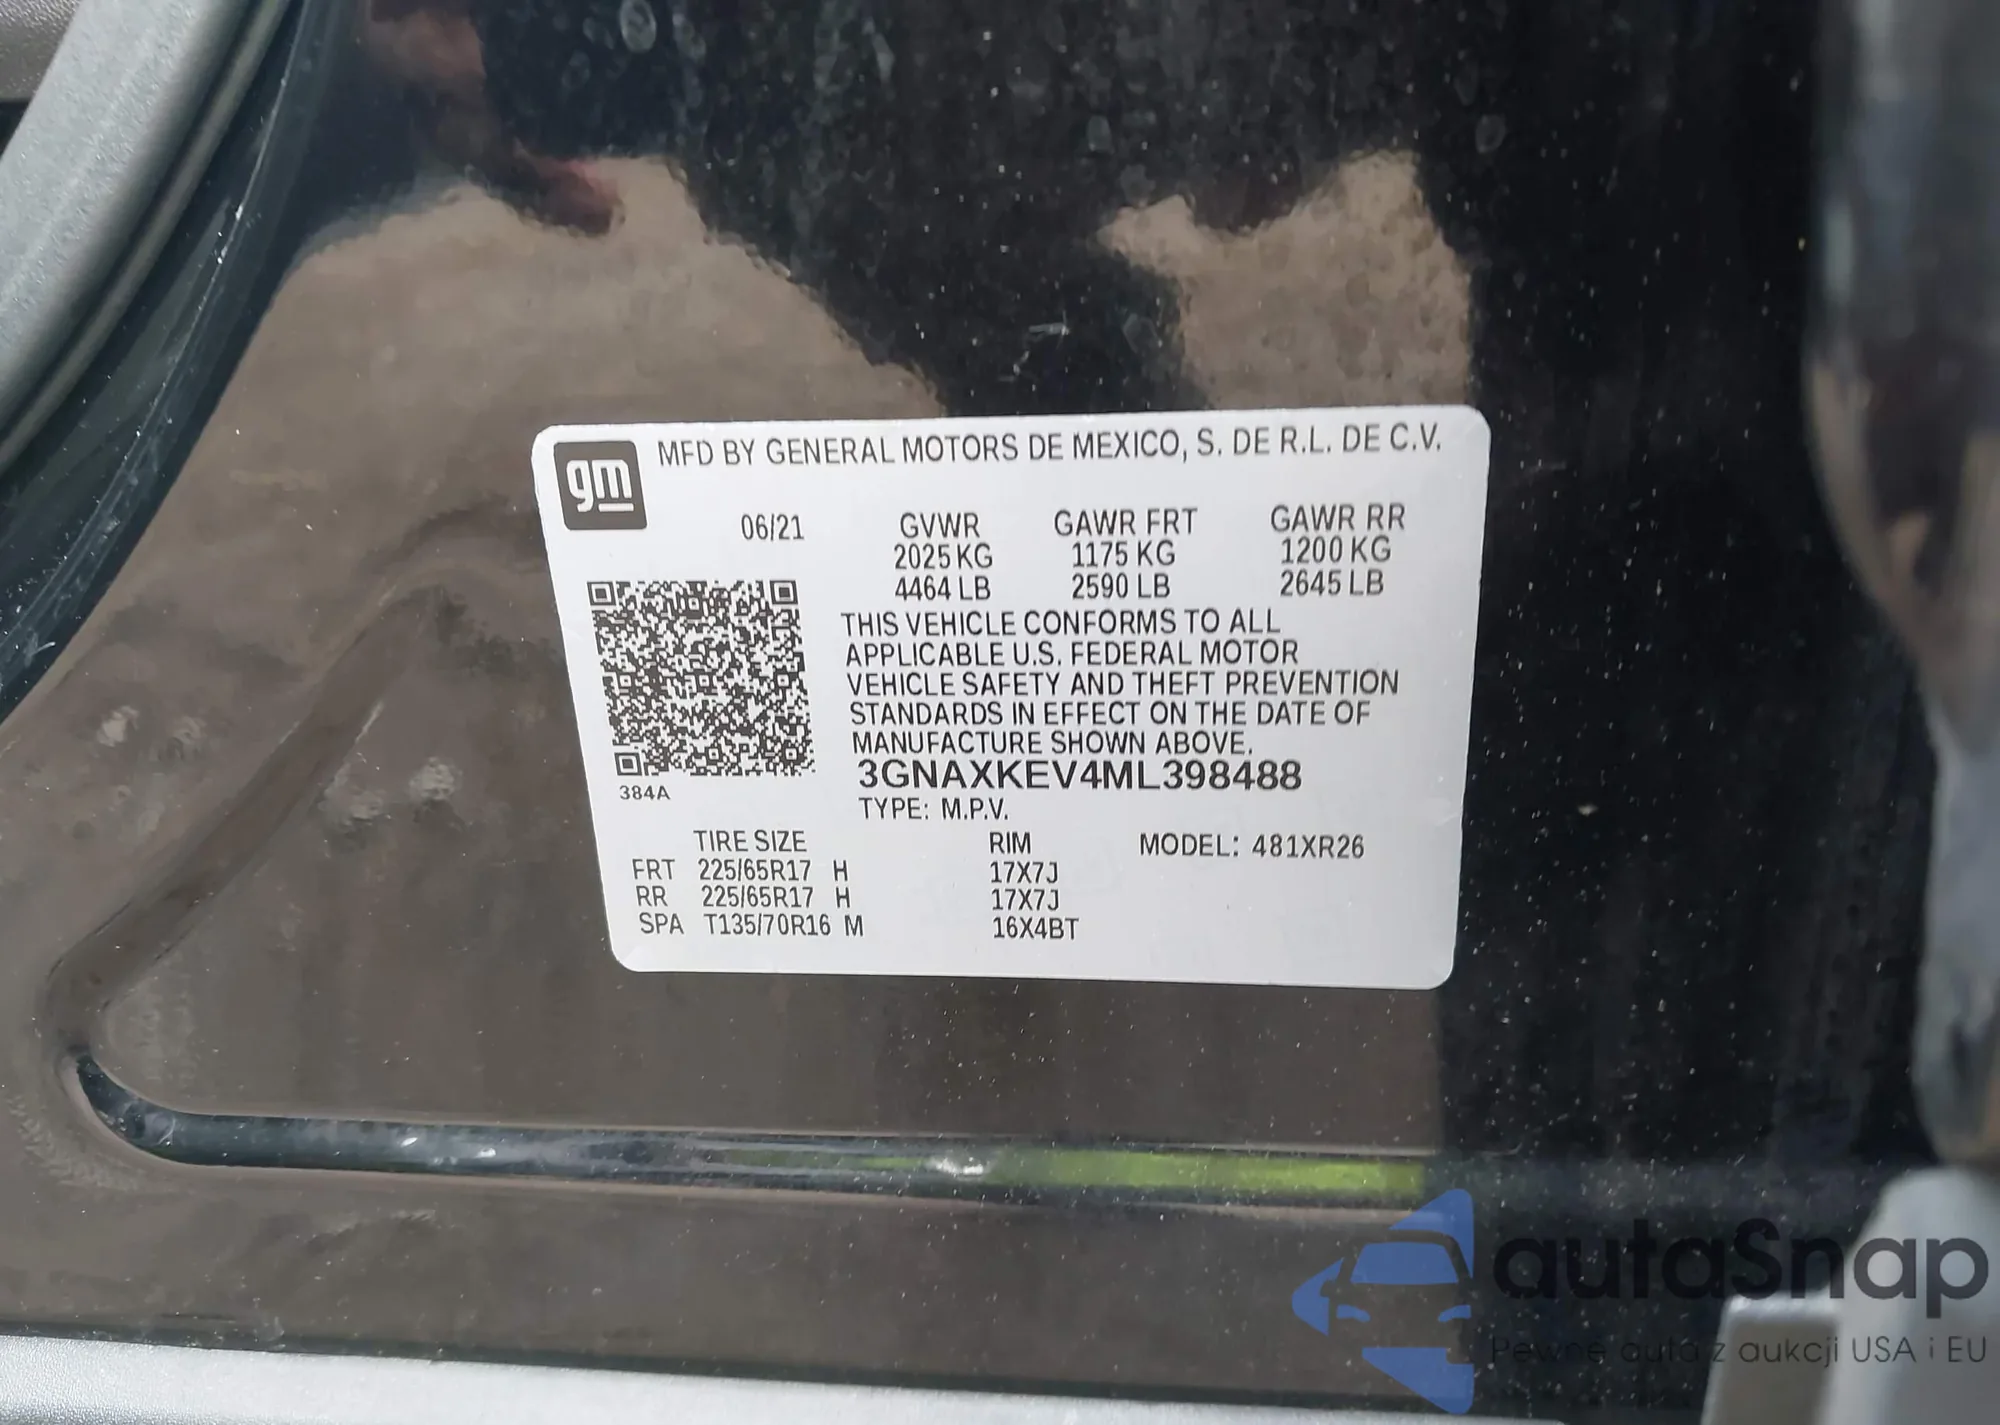 gm
MFD BY GENERAL MOTORS DE MEXICO, S. DE R.L. DE C.V.
06/21 GVWR GAWR FRT GAWR RR
2025 KG 1175 KG 1200 KG
4464 LB 2590 LB 2645 LB
THIS VEHICLE CONFORMS TO ALL
APPLICABLE U.S. FEDERAL MOTOR
VEHICLE SAFETY AND THEFT PREVENTION
STANDARDS IN EFFECT ON THE DATE OF
MANUFACTURE SHOWN ABOVE.
3GNAXKEV4ML398488
384A
TYPE: M.P.V.
TIRE SIZE RIM MODEL: 481XR26
FRT 225/65R17 H 17X7J
RR 225/65R17 H 17X7J
SPA T135/70R16 M 16X4BT
autaSnap
Pewne auta z aukcji USA i EU